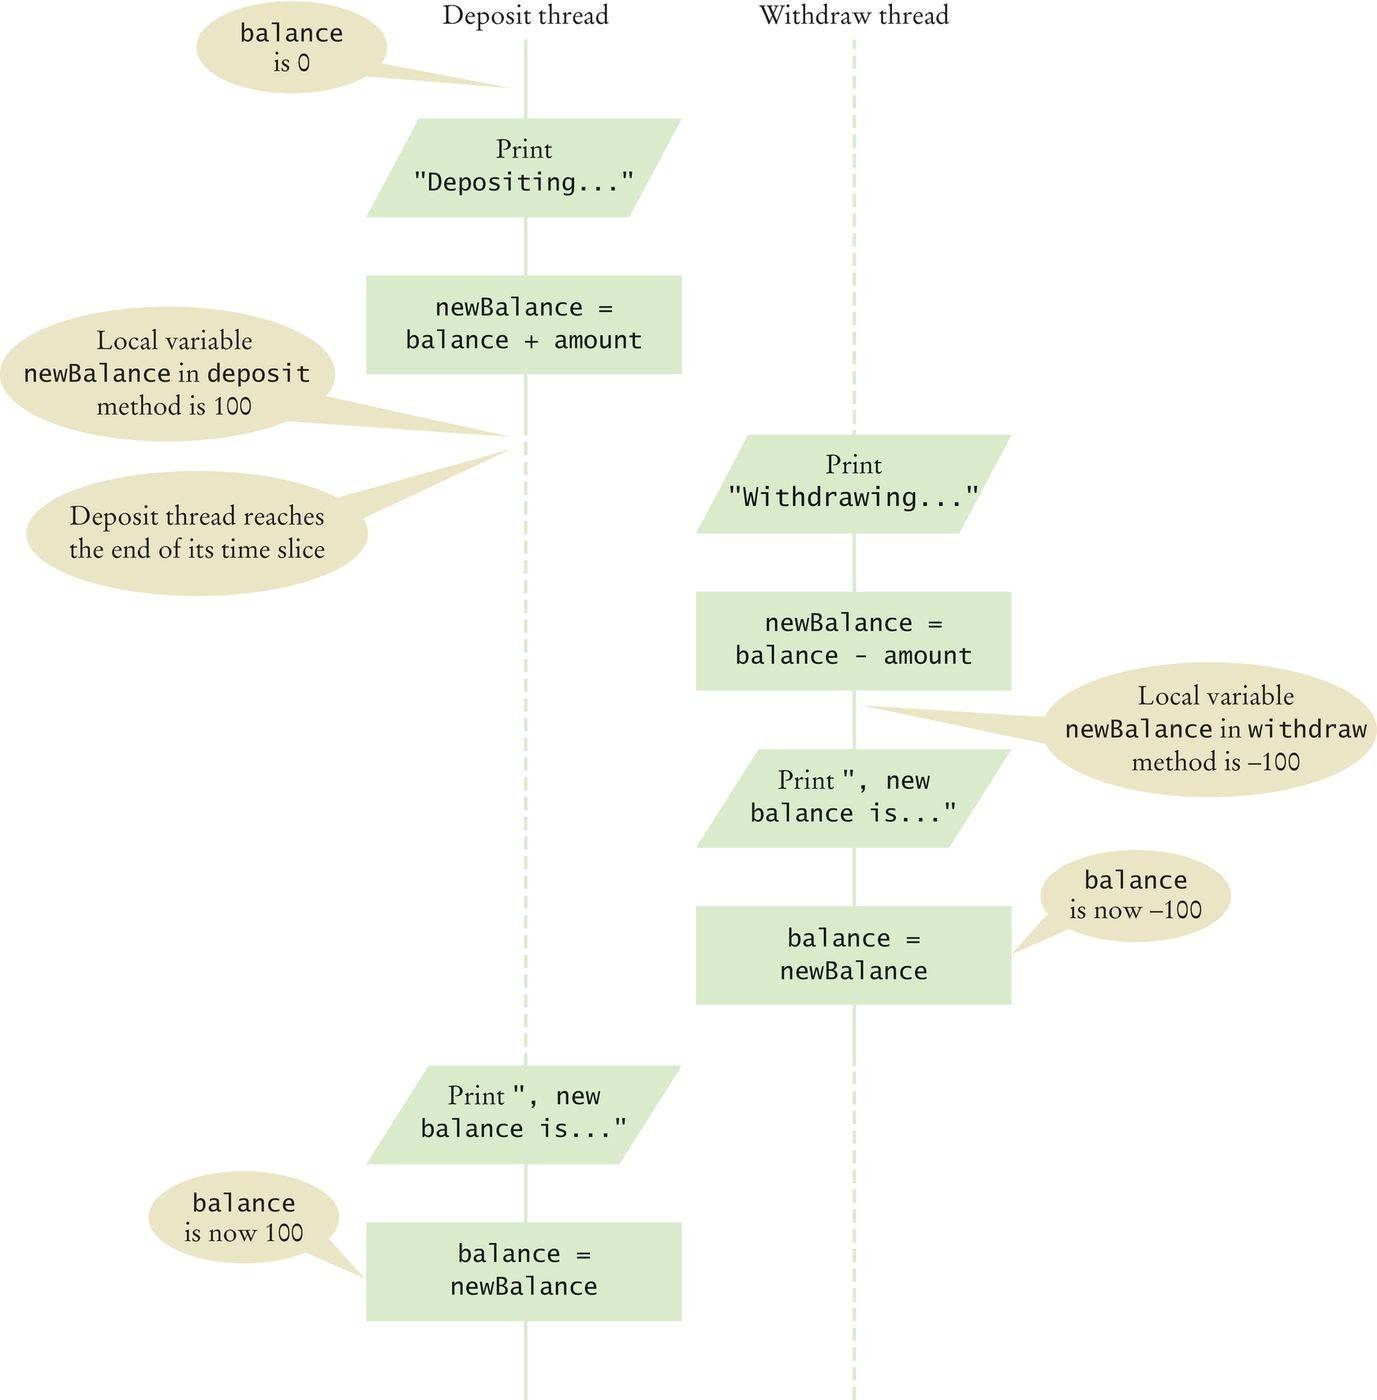 Deposit thread
Withdraw thread
balance
is 0
Print
"Depositing..."
newBalance =
balance + amount
Local variable
newBalance in deposit
method is 100
Deposit thread reaches
the end of its time slice
Print
"Withdrawing..."
newBalance =
balance – amount
Local variable
newBalance in withdraw
method is –100
Print ", new
balance is..."
balance
is now –100
balance =
newBalance
Print ", new
balance is..."
balance
is now 100
balance =
newBalance